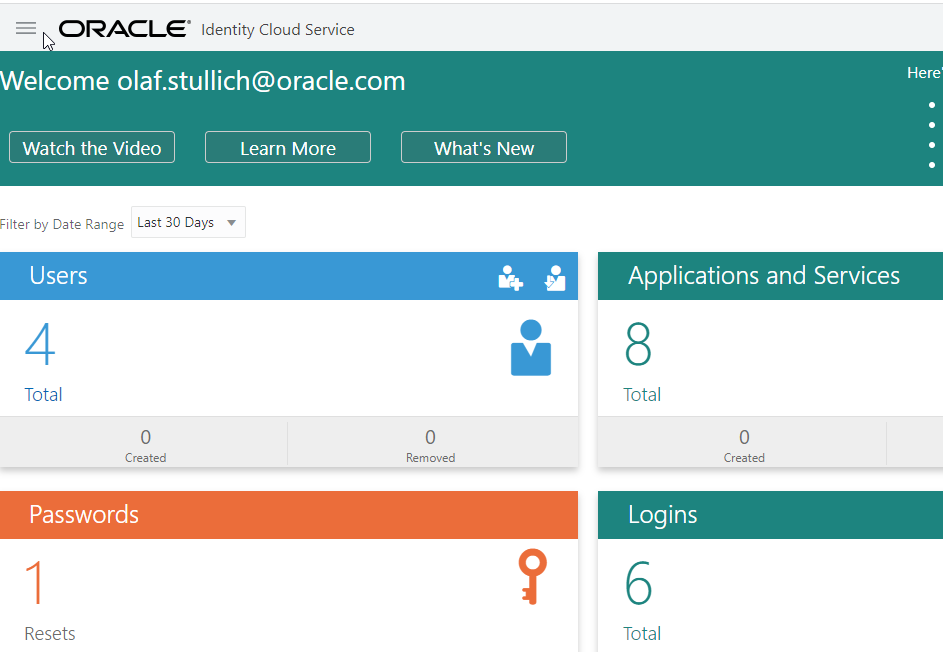 ORACLE® Identity Cloud Service
Welcome olaf.stullich@oracle.com
Here'
Watch the Video
Learn More
What's New
Filter by Date Range
Last 30 Days
Users
4
Total
0
Created
0
Removed
Applications and Services
8
Total
0
Created
Passwords
1
Resets
Logins
6
Total